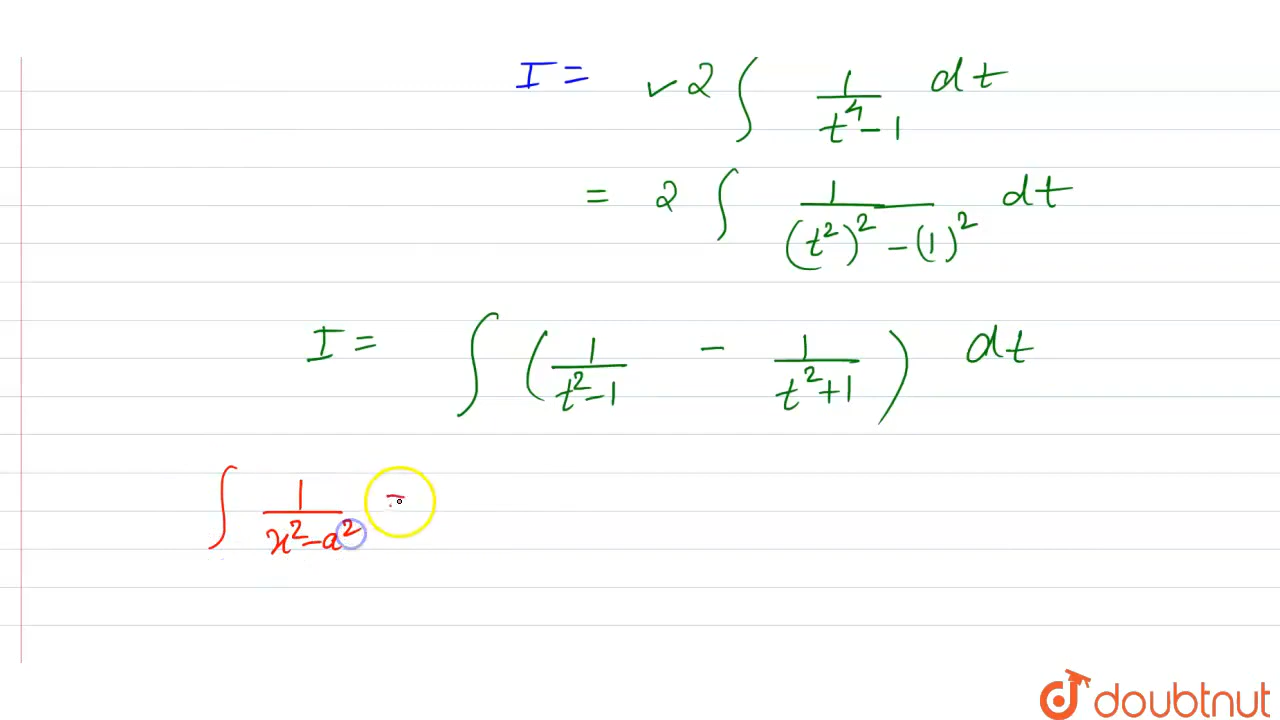 I = ✓2 ∫ 1/(t⁴ - 1) dt
= 2 ∫ 1/((t²)² - (1)²) dt
I = ∫ (1/(t² - 1) - 1/(t² + 1)) dt
∫ 1/(x² - a²) =
doubtnut